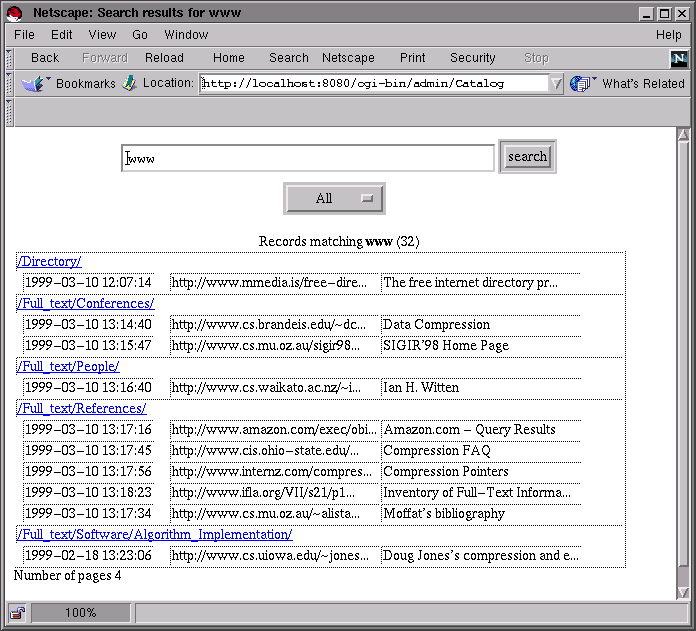 Netscape: Search results for www
File Edit View Go Window Help
Back Forward Reload Home Search Netscape Print Security Stop N
Bookmarks Location: http://localhost:8080/cgi-bin/admin/Catalog What's Related
www search
All
Records matching www (32)
/Directory/
1999-03-10 12:07:14 http://www.mmedia.is/free-dire... The free internet directory pr...
/Full_text/Conferences/
1999-03-10 13:14:40 http://www.cs.brandeis.edu/~dc... Data Compression
1999-03-10 13:15:47 http://www.cs.mu.oz.au/sigir98... SIGIR'98 Home Page
/Full_text/People/
1999-03-10 13:16:40 http://www.cs.waikato.ac.nz/~i... Ian H. Witten
/Full_text/References/
1999-03-10 13:17:16 http://www.amazon.com/exec/obi... Amazon.com - Query Results
1999-03-10 13:17:45 http://www.cis.ohio-state.edu/... Compression FAQ
1999-03-10 13:17:56 http://www.internz.com/compres... Compression Pointers
1999-03-10 13:18:23 http://www.ifla.org/VII/s21/p1... Inventory of Full-Text Informa...
1999-03-10 13:17:34 http://www.cs.mu.oz.au/~alista... Moffat's bibliography
/Full_text/Software/Algorithm_Implementation/
1999-02-18 13:23:06 http://www.cs.uiowa.edu/~jones... Doug Jones's compression and e...
Number of pages 4
100%